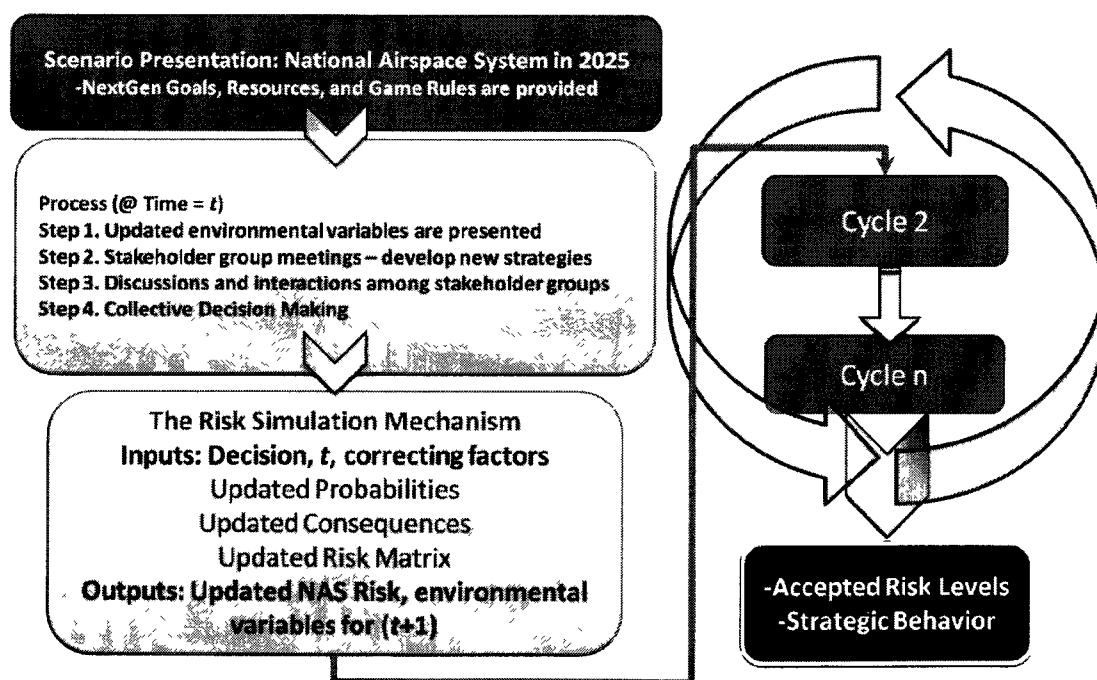 Scenario Presentation: National Airspace System in 2025
-NextGen Goals, Resources, and Game Rules are provided
Process (@ Time = t)
Step 1. Updated environmental variables are presented
Step 2. Stakeholder group meetings – develop new strategies
Step 3. Discussions and interactions among stakeholder groups
Step 4. Collective Decision Making
The Risk Simulation Mechanism
Inputs: Decision, t, correcting factors
Updated Probabilities
Updated Consequences
Updated Risk Matrix
Outputs: Updated NAS Risk, environmental
variables for (t+1)
Cycle 2
Cycle n
-Accepted Risk Levels
-Strategic Behavior